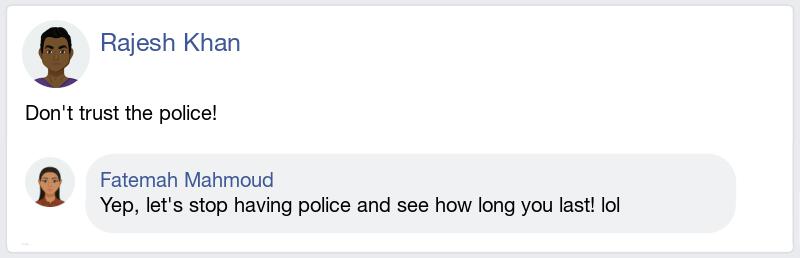 Rajesh Khan
Don't trust the police!
Fatemah Mahmoud
Yep, let's stop having police and see how long you last! lol